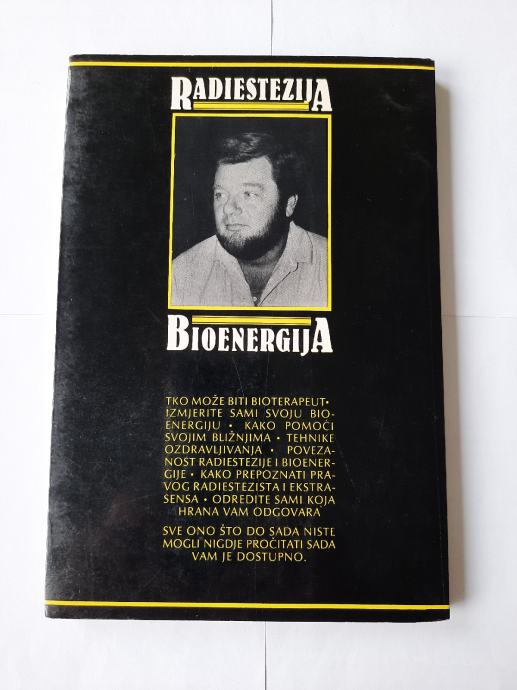 RADIESTEZIJA
BIOENERGIJA
TKO MOŽE BITI BIOTERAPEUT•
IZMJERITE SAMI SVOJU BIO-
ENERGIJU • KAKO POMOĆI
SVOJIM BLIŽNJIMA • TEHNIKE
OZDRAVLJIVANJA • POVEZA-
NOST RADIESTEZIJE I BIOENER-
GIJE • KAKO PREPOZNATI PRA-
VOG RADIESTEZISTA I EKSTRA-
SENSA • ODREDITE SAMI KOJA
HRANA VAM ODGOVARA
SVE ONO ŠTO DO SADA NISTE
MOGLI NIGDJE PROČITATI SADA
VAM JE DOSTUPNO.